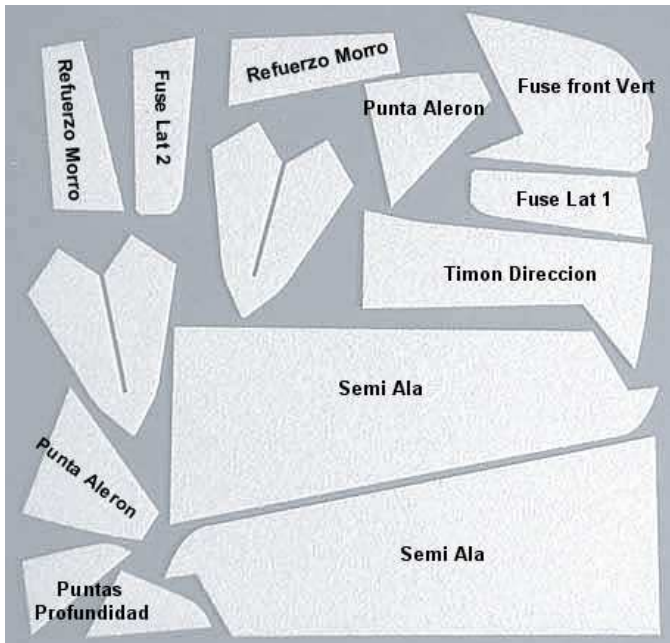 Refuerzo Morro
Fuse Lat 2
Refuerzo Morro
Punta Aleron
Fuse front Vert
Fuse Lat 1
Timon Direccion
Semi Ala
Punta Aleron
Semi Ala
Puntas
Profundidad